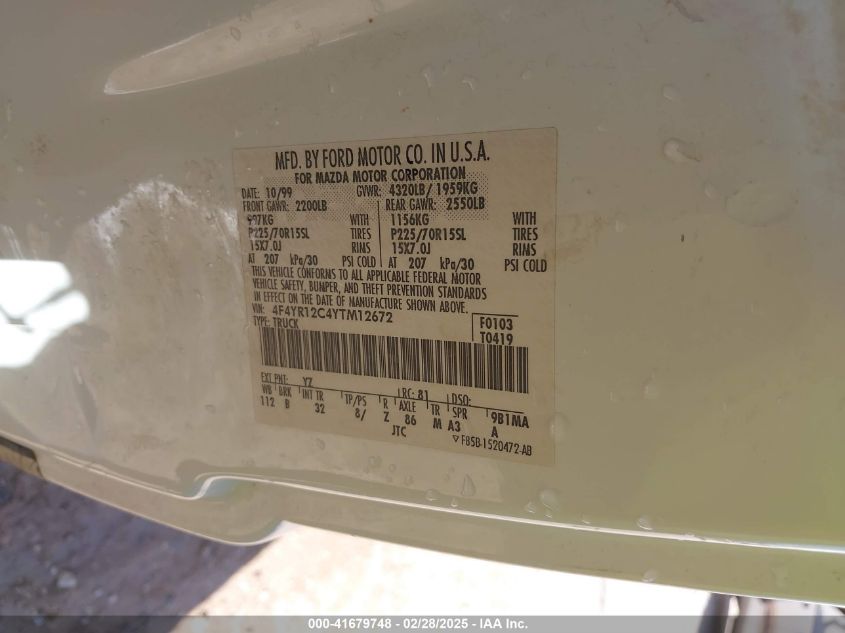 MFD. BY FORD MOTOR CO. IN U.S.A.
FOR MAZDA MOTOR CORPORATION
DATE: 10/99 GVWR: 4320LB/ 1959KG
FRONT GAWR: 2200LB REAR GAWR: 2550LB
997KG WITH 1156KG WITH
P225/70R15SL TIRES P225/70R15SL TIRES
15X7.0J RIMS 15X7.0J RIMS
AT 207 kPa/30 PSI COLD AT 207 kPa/30 PSI COLD
THIS VEHICLE CONFORMS TO ALL APPLICABLE FEDERAL MOTOR
VEHICLE SAFETY, BUMPER, AND THEFT PREVENTION STANDARDS
IN EFFECT ON THE DATE OF MANUFACTURE SHOWN ABOVE.
VIN: 4F4YR12C4YTM12672
TYPE: TRUCK
F0103
T0419
EXT PNT: YZ RC: 81 DSO:
WB BRK INT TR TP/PS R AXLE TR SPR
112 B 32 8/ Z 86 M A3 9B1MA
A
JTC
F85B-1520472-AB
000-41679748 - 02/28/2025 - IAA Inc.